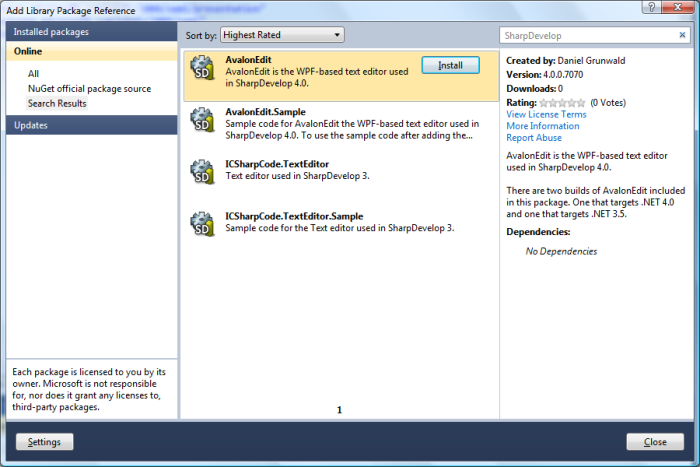 Add Library Package Reference
Installed packages
Online
All
NuGet official package source
Search Results
Updates
Each package is licensed to you by its
owner. Microsoft is not responsible
for, nor does it grant any licenses to,
third-party packages.
Sort by: Highest Rated
AvalonEdit
AvalonEdit is the WPF-based text editor used
in SharpDevelop 4.0.
Install
SD
AvalonEdit.Sample
Sample code for AvalonEdit the WPF-based text editor used in
SharpDevelop 4.0. To use the sample code after adding the...
SD
ICSharpCode.TextEditor
Text editor used in SharpDevelop 3.
SD
ICSharpCode.TextEditor.Sample
Sample code for the Text editor used in SharpDevelop 3.
SD
1
SharpDevelop
Created by: Daniel Grunwald
Version: 4.0.0.7070
Downloads: 0
Rating: (0 Votes)
View License Terms
More Information
Report Abuse
AvalonEdit is the WPF-based text editor
used in SharpDevelop 4.0.
There are two builds of AvalonEdit included
in this package. One that targets .NET 4.0
and one that targets .NET 3.5.
Dependencies:
No Dependencies
Settings
Close